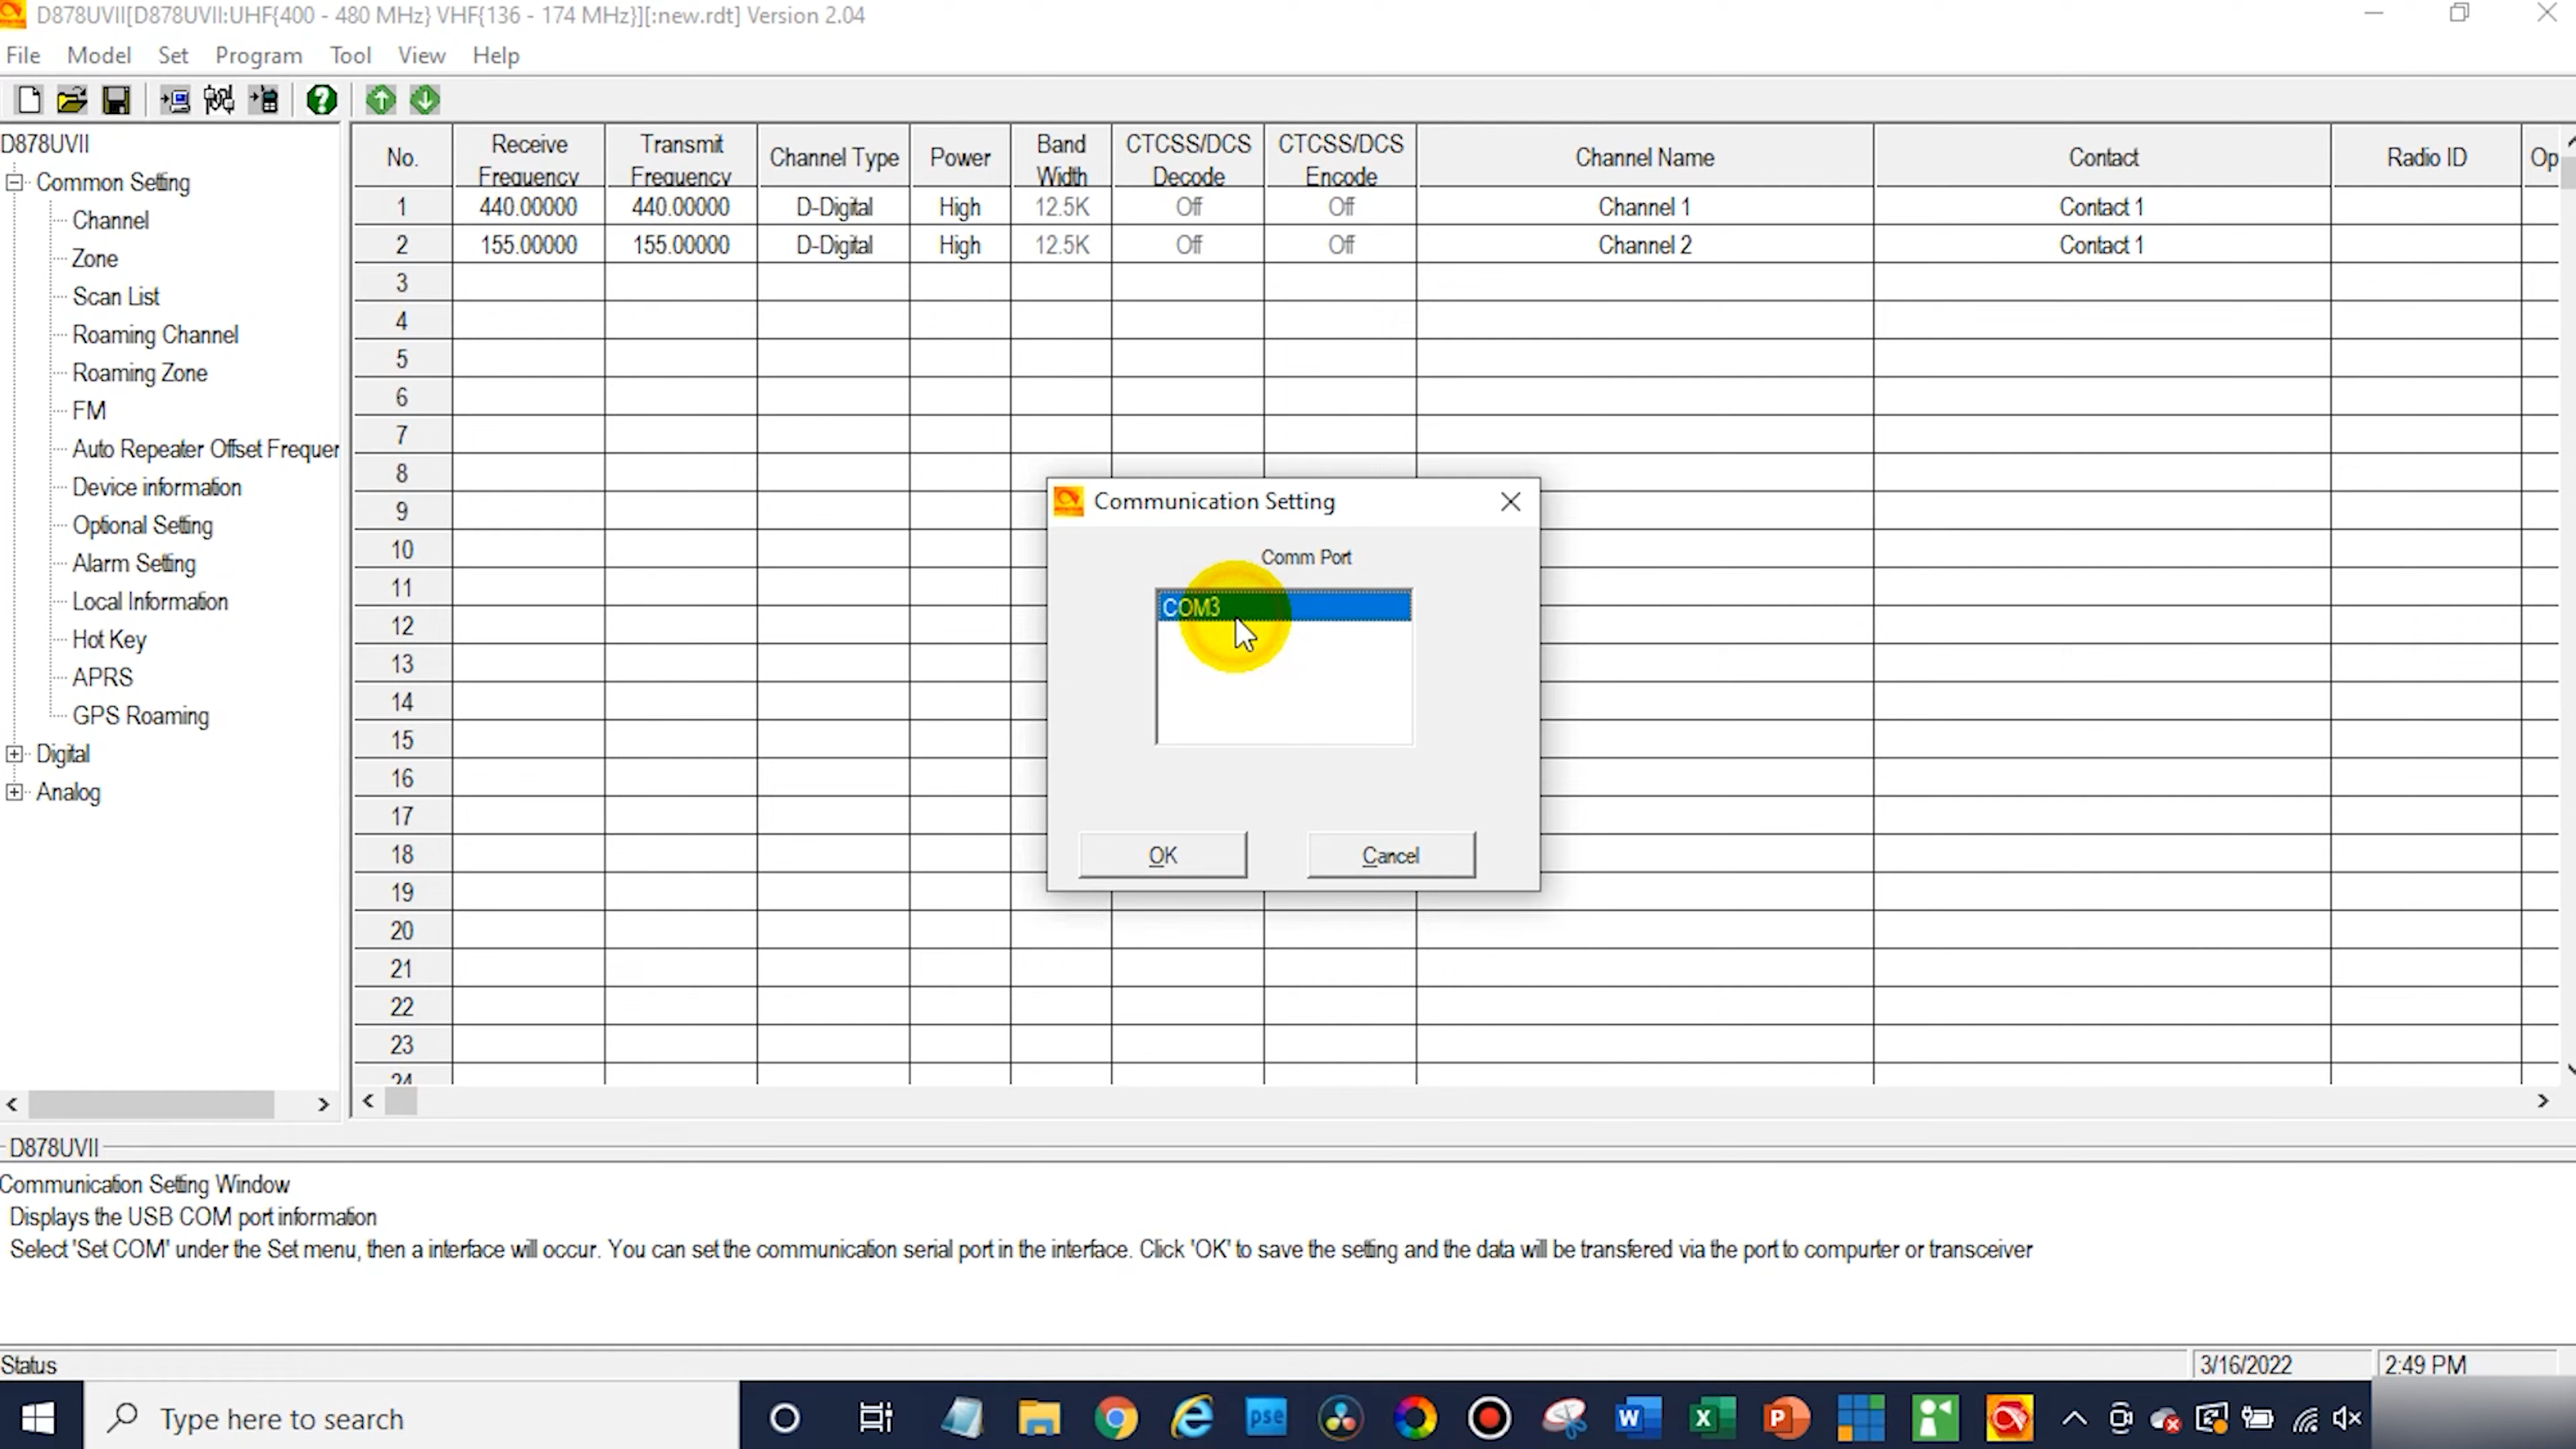 D878UVII[D878UVII:UHF{400 - 480 MHz} VHF{136 - 174 MHz}][:new.rdt] Version 2.04
File Model Set Program Tool View Help
D878UVII
Common Setting
Channel
Zone
Scan List
Roaming Channel
Roaming Zone
FM
Auto Repeater Offset Frequer
Device information
Optional Setting
Alarm Setting
Local Information
Hot Key
APRS
GPS Roaming
Digital
Analog
No. Receive Frequency Transmit Frequency Channel Type Power Band Width CTCSS/DCS Decode CTCSS/DCS Encode Channel Name Contact Radio ID Op
1 440.00000 440.00000 D-Digital High 12.5K Off Off Channel 1 Contact 1
2 155.00000 155.00000 D-Digital High 12.5K Off Off Channel 2 Contact 1
3
4
5
6
7
8
9
10
11
12
13
14
15
16
17
18
19
20
21
22
23
24
Communication Setting
Comm Port
COM3
OK Cancel
D878UVII
Communication Setting Window
Displays the USB COM port information
Select 'Set COM' under the Set menu, then a interface will occur. You can set the communication serial port in the interface. Click 'OK' to save the setting and the data will be transfered via the port to compurter or transceiver
Status 3/16/2022 2:49 PM
Type here to search
pse